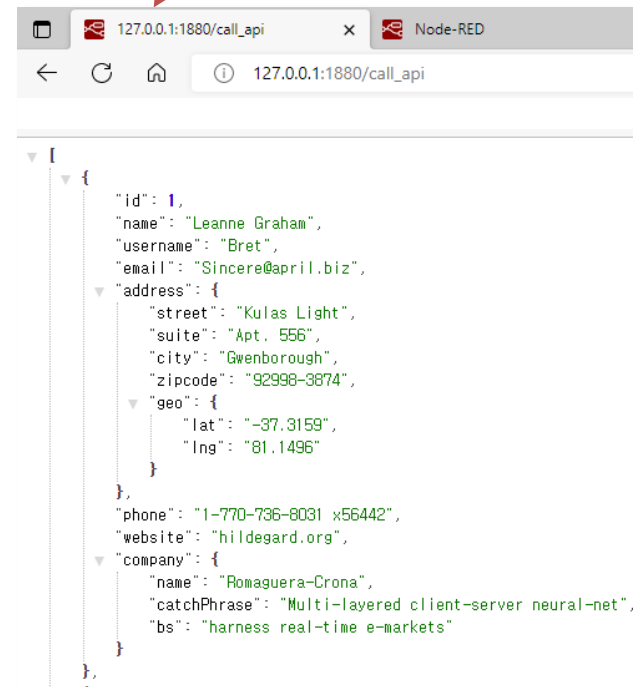 127.0.0.1:1880/call_api
Node-RED
127.0.0.1:1880/call_api
[
{
"id": 1,
"name": "Leanne Graham",
"username": "Bret",
"email": "Sincere@april.biz",
"address": {
"street": "Kulas Light",
"suite": "Apt. 556",
"city": "Gwenborough",
"zipcode": "92998-3874",
"geo": {
"lat": "-37.3159",
"lng": "81.1496"
}
},
"phone": "1-770-736-8031 x56442",
"website": "hildegard.org",
"company": {
"name": "Romaguera-Crona",
"catchPhrase": "Multi-layered client-server neural-net",
"bs": "harness real-time e-markets"
}
},